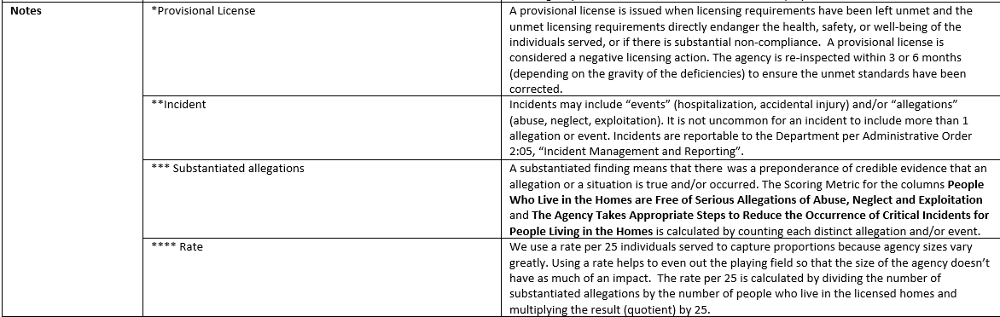 Notes
*Provisional License
A provisional license is issued when licensing requirements have been left unmet and the
unmet licensing requirements directly endanger the health, safety, or well-being of the
individuals served, or if there is substantial non-compliance.  A provisional license is
considered a negative licensing action. The agency is re-inspected within 3 or 6 months
(depending on the gravity of the deficiencies) to ensure the unmet standards have been
corrected.
**Incident
Incidents may include “events” (hospitalization, accidental injury) and/or “allegations”
(abuse, neglect, exploitation). It is not uncommon for an incident to include more than 1
allegation or event. Incidents are reportable to the Department per Administrative Order
2:05, “Incident Management and Reporting”.
*** Substantiated allegations
A substantiated finding means that there was a preponderance of credible evidence that an
allegation or a situation is true and/or occurred. The Scoring Metric for the columns People
Who Live in the Homes are Free of Serious Allegations of Abuse, Neglect and Exploitation
and The Agency Takes Appropriate Steps to Reduce the Occurrence of Critical Incidents for
People Living in the Homes is calculated by counting each distinct allegation and/or event.
**** Rate
We use a rate per 25 individuals served to capture proportions because agency sizes vary
greatly. Using a rate helps to even out the playing field so that the size of the agency doesn’t
have as much of an impact.  The rate per 25 is calculated by dividing the number of
substantiated allegations by the number of people who live in the licensed homes and
multiplying the result (quotient) by 25.